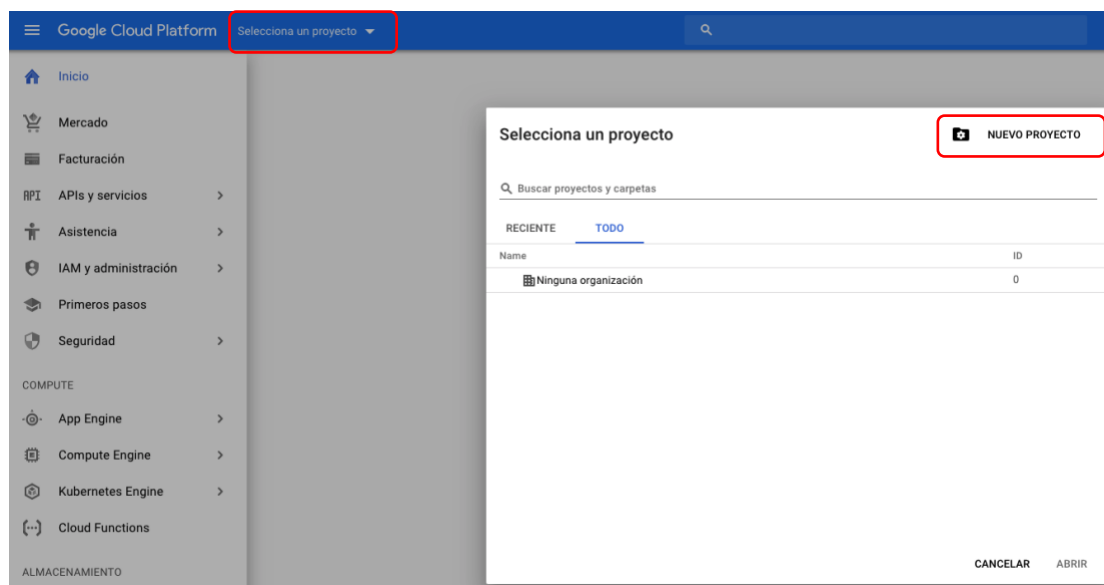 Google Cloud Platform
Selecciona un proyecto
Inicio
Mercado
Facturación
API APIs y servicios
Asistencia
IAM y administración
Primeros pasos
Seguridad
COMPUTE
App Engine
Compute Engine
Kubernetes Engine
Cloud Functions
ALMACENAMIENTO
Selecciona un proyecto
NUEVO PROYECTO
Buscar proyectos y carpetas
RECIENTE TODO
Name ID
Ninguna organización 0
CANCELAR ABRIR